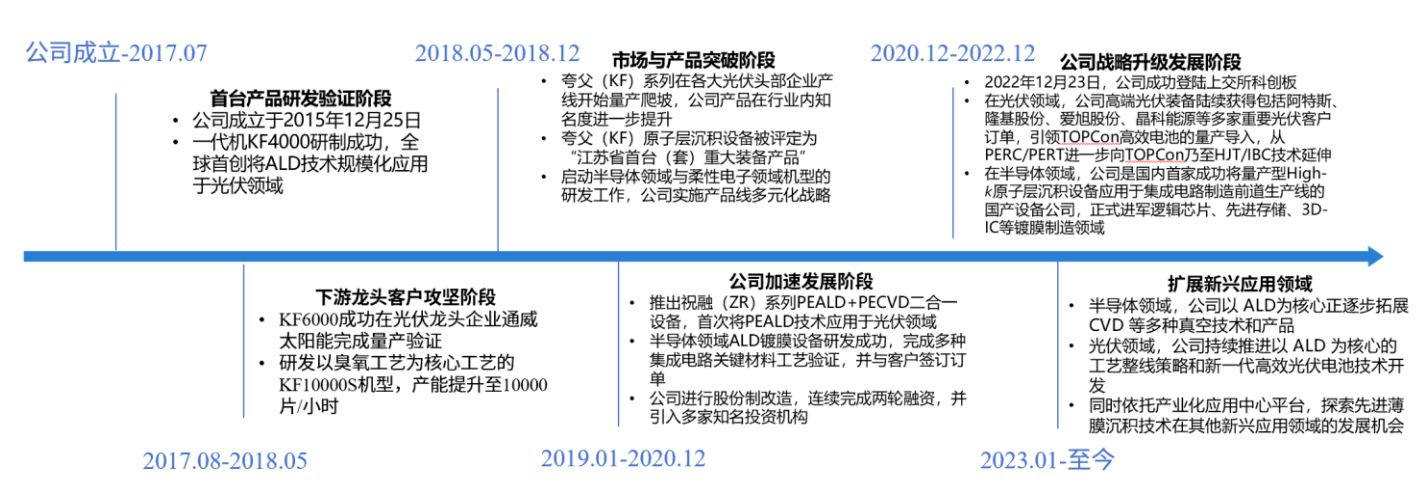 公司成立-2017.07
首台产品研发验证阶段
• 公司成立于2015年12月25日
• 一代机KF4000研制成功，全
球首创将ALD技术规模化应用
于光伏领域
2018.05-2018.12
市场与产品突破阶段
• 夸父（KF）系列在各大光伏头部企业产
线开始量产爬坡，公司产品在行业内知
名度进一步提升
• 夸父（KF）原子层沉积设备被评定为
“江苏省首台（套）重大装备产品”
• 启动半导体领域与柔性电子领域机型的
研发工作，公司实施产品线多元化战略
2020.12-2022.12
公司战略升级发展阶段
• 2022年12月23日，公司成功登陆上交所科创板
• 在光伏领域，公司高端光伏装备陆续获得包括阿特斯、
隆基股份、爱旭股份、晶科能源等多家重要光伏客户
订单，引领TOPCon高效电池的量产导入，从
PERC/PERT进一步向TOPCon乃至HJT/IBC技术延伸
• 在半导体领域，公司是国内首家成功将量产型High-
k原子层沉积设备应用于集成电路制造前道生产线的
国产设备公司，正式进军逻辑芯片、先进存储、3D-
IC等镀膜制造领域
下游龙头客户攻坚阶段
• KF6000成功在光伏龙头企业通威
太阳能完成量产验证
• 研发以臭氧工艺为核心工艺的
KF10000S机型，产能提升至10000
片/小时
2017.08-2018.05
公司加速发展阶段
• 推出祝融（ZR）系列PEALD+PECVD二合一
设备，首次将PEALD技术应用于光伏领域
• 半导体领域ALD镀膜设备研发成功，完成多种
集成电路关键材料工艺验证，并与客户签订订
单
• 公司进行股份制改造，连续完成两轮融资，并
引入多家知名投资机构
2019.01-2020.12
扩展新兴应用领域
• 半导体领域，公司以 ALD为核心正逐步拓展
CVD 等多种真空技术和产品
• 光伏领域，公司持续推进以 ALD 为核心的
工艺整线策略和新一代高效光伏电池技术开
发
• 同时依托产业化应用中心平台，探索先进薄
膜沉积技术在其他新兴应用领域的发展机会
2023.01-至今